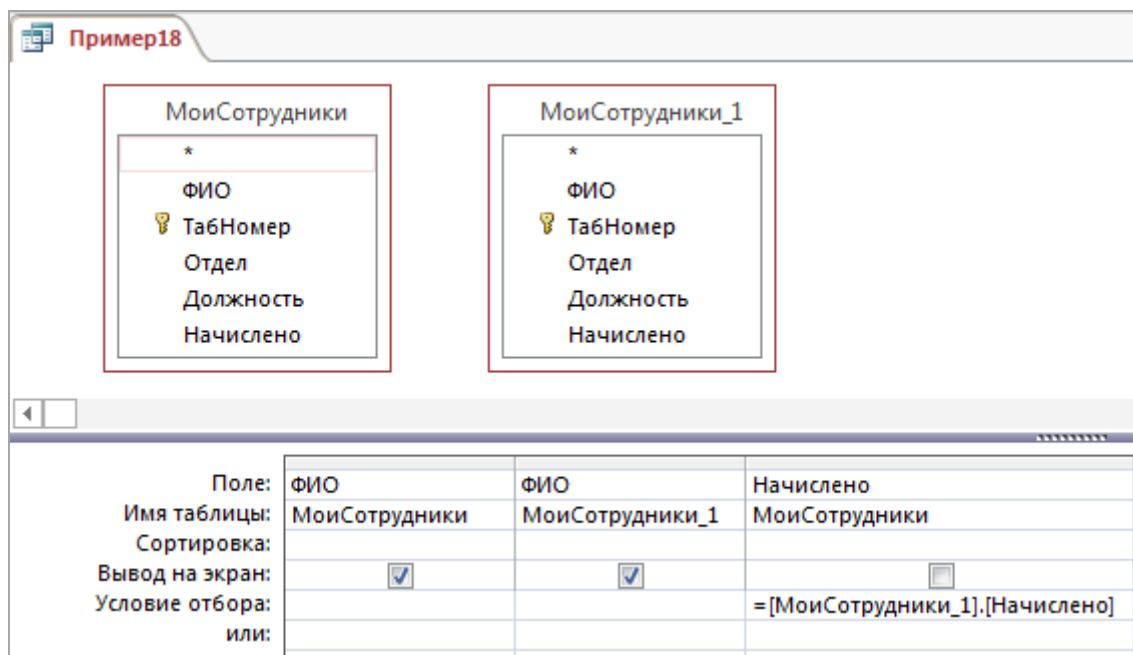 Пример18
МоиСотрудники МоиСотрудники_1
* *
ФИО ФИО
ТабНомер ТабНомер
Отдел Отдел
Должность Должность
Начислено Начислено
Поле: ФИО ФИО Начислено
Имя таблицы: МоиСотрудники МоиСотрудники_1 МоиСотрудники
Сортировка:
Вывод на экран:
Условие отбора: =[МоиСотрудники_1].[Начислено]
или: